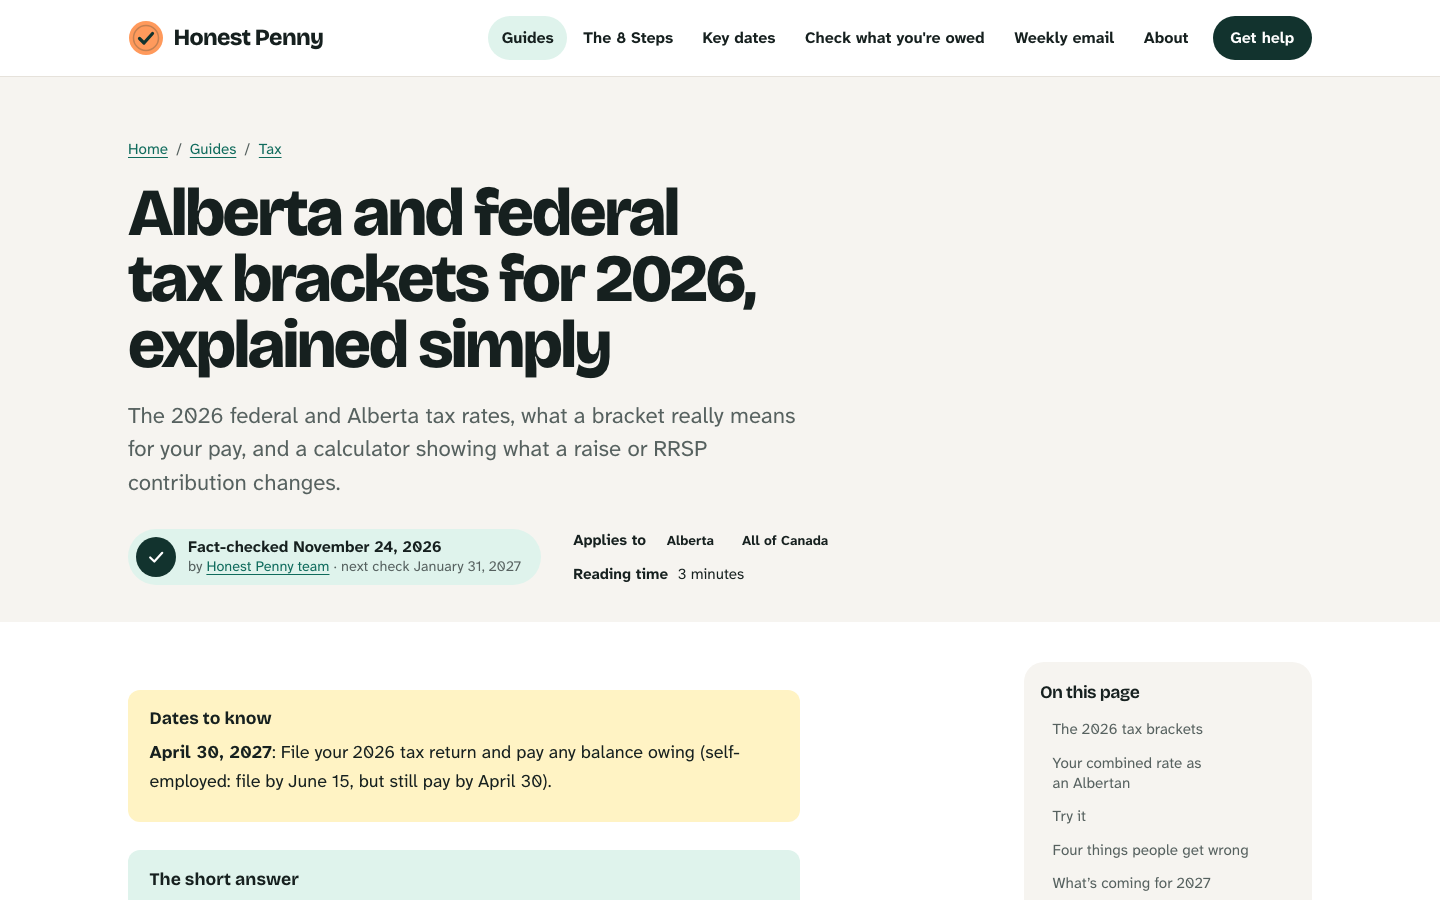 Honest Penny
Guides
The 8 Steps
Key dates
Check what you're owed
Weekly email
About
Get help
Home / Guides / Tax
Alberta and federal
tax brackets for 2026,
explained simply
The 2026 federal and Alberta tax rates, what a bracket really means
for your pay, and a calculator showing what a raise or RRSP
contribution changes.
Fact-checked November 24, 2026
by Honest Penny team · next check January 31, 2027
Applies to Alberta All of Canada
Reading time 3 minutes
Dates to know
April 30, 2027: File your 2026 tax return and pay any balance owing (self-
employed: file by June 15, but still pay by April 30).
The short answer
On this page
The 2026 tax brackets
Your combined rate as
an Albertan
Try it
Four things people get wrong
What's coming for 2027